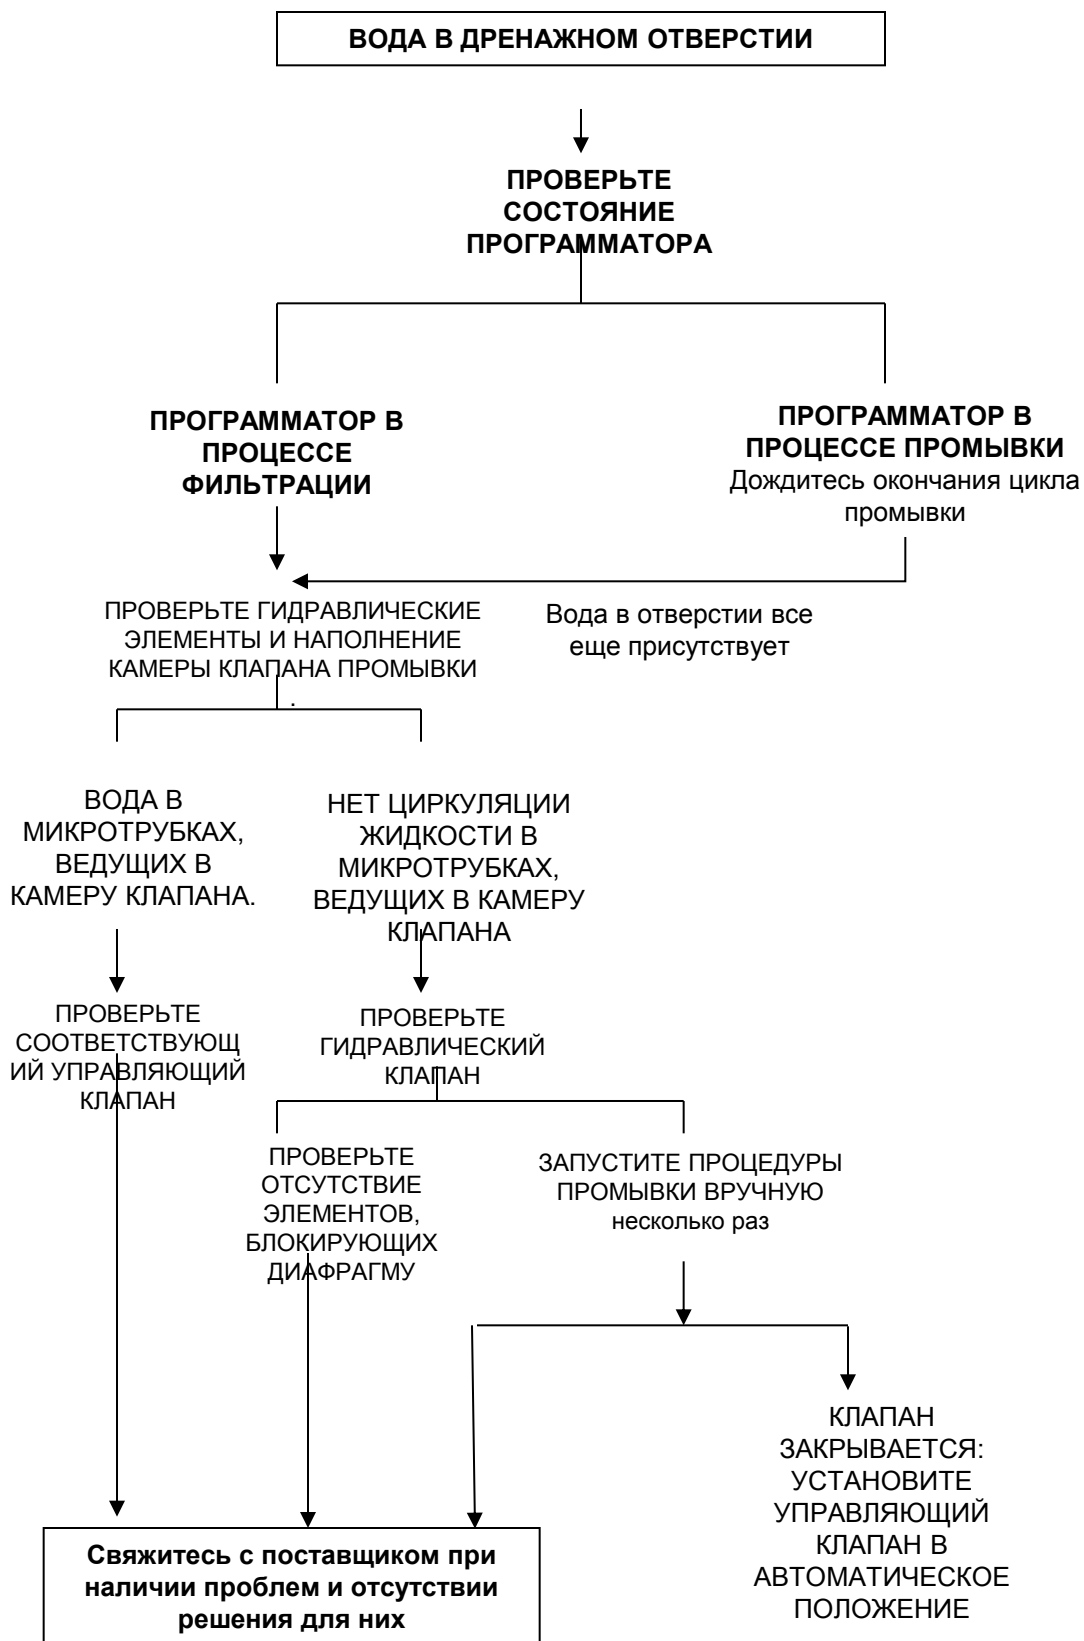 ВОДА В ДРЕНАЖНОМ ОТВЕРСТИИ
ПРОВЕРЬТЕ
СОСТОЯНИЕ
ПРОГРАММАТОРА
ПРОГРАММАТОР В
ПРОЦЕССЕ
ФИЛЬТРАЦИИ
ПРОГРАММАТОР В
ПРОЦЕССЕ ПРОМЫВКИ
Дождитесь окончания цикла
промывки
ПРОВЕРЬТЕ ГИДРАВЛИЧЕСКИЕ
ЭЛЕМЕНТЫ И НАПОЛНЕНИЕ
КАМЕРЫ КЛАПАНА ПРОМЫВКИ
.
Вода в отверстии все
еще присутствует
ВОДА В
МИКРОТРУБКАХ,
ВЕДУЩИХ В
КАМЕРУ КЛАПАНА.
НЕТ ЦИРКУЛЯЦИИ
ЖИДКОСТИ В
МИКРОТРУБКАХ,
ВЕДУЩИХ В КАМЕРУ
КЛАПАНА
ПРОВЕРЬТЕ
СООТВЕТСТВУЮЩ
ИЙ УПРАВЛЯЮЩИЙ
КЛАПАН
ПРОВЕРЬТЕ
ГИДРАВЛИЧЕСКИЙ
КЛАПАН
ПРОВЕРЬТЕ
ОТСУТСТВИЕ
ЭЛЕМЕНТОВ,
БЛОКИРУЮЩИХ
ДИАФРАГМУ
ЗАПУСТИТЕ ПРОЦЕДУРЫ
ПРОМЫВКИ ВРУЧНУЮ
несколько раз
КЛАПАН
ЗАКРЫВАЕТСЯ:
УСТАНОВИТЕ
УПРАВЛЯЮЩИЙ
КЛАПАН В
АВТОМАТИЧЕСКОЕ
ПОЛОЖЕНИЕ
Свяжитесь с поставщиком при
наличии проблем и отсутствии
решения для них